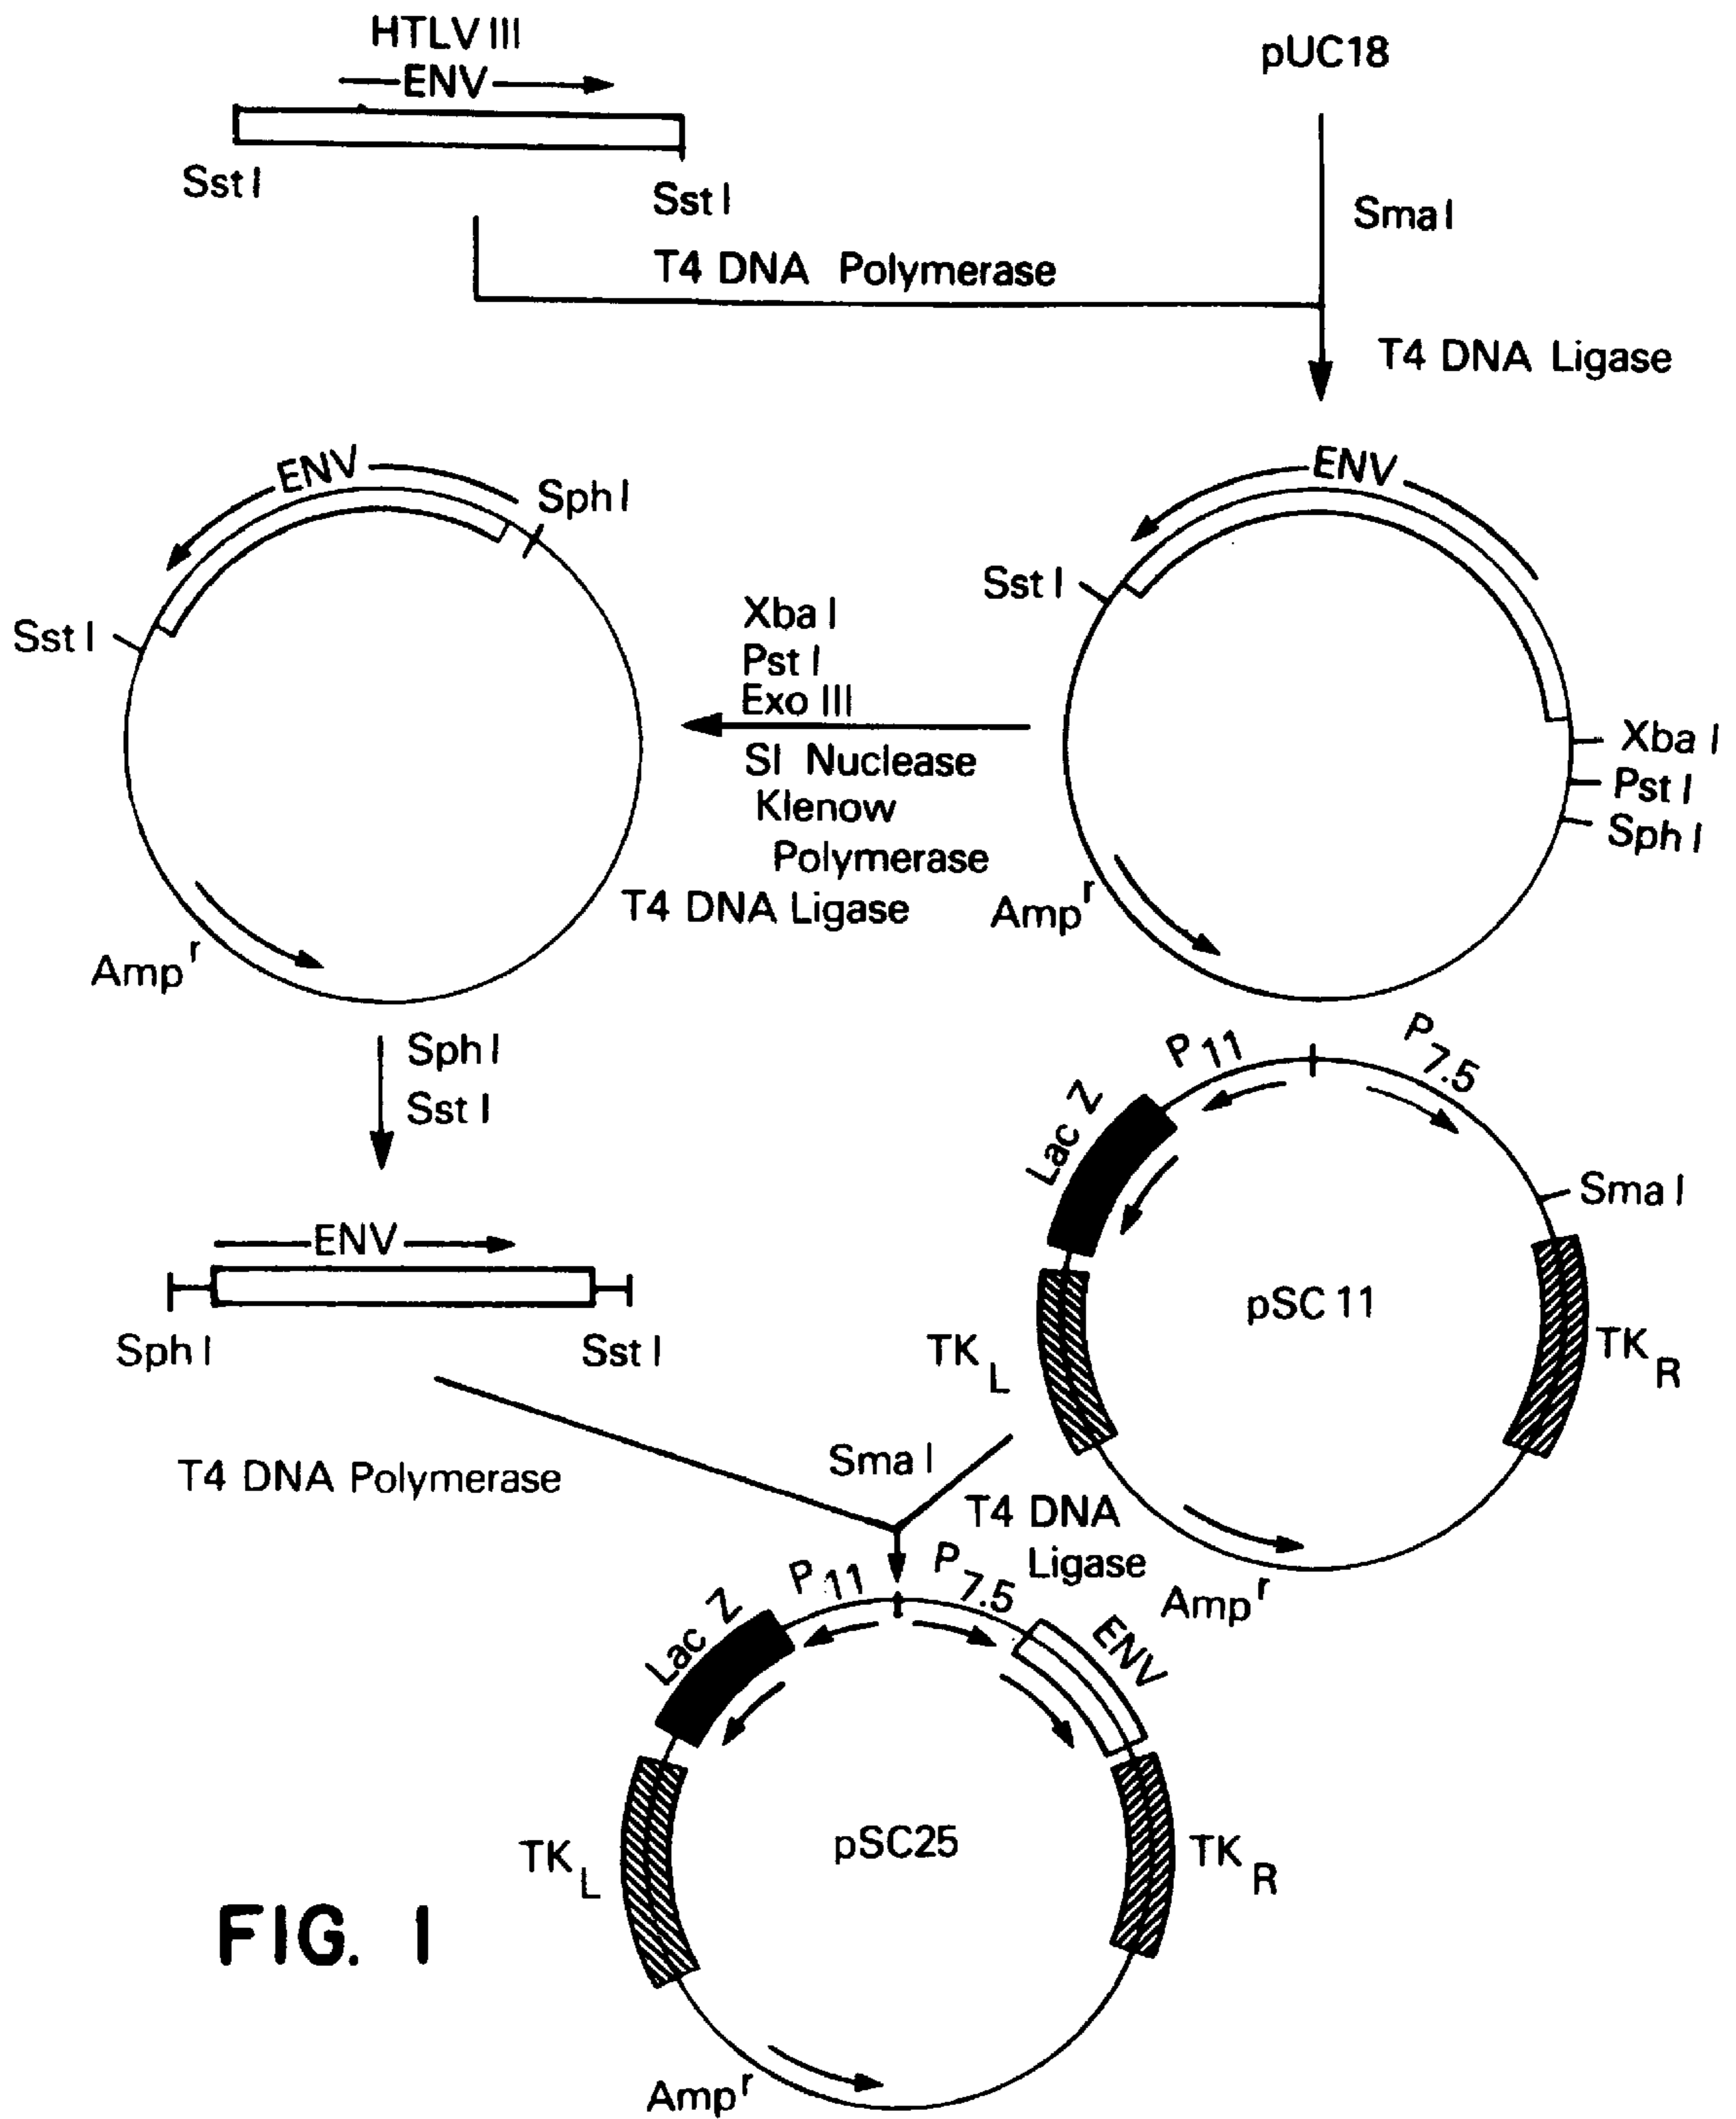 HTLV III
ENV
Sst I
Sst I
pUC18
Sma I
T4 DNA Polymerase
T4 DNA Ligase
ENV
Sph I
Sst I
Amp r
Xba I
Pst I
Exo III
SI Nuclease
Klenow
Polymerase
T4 DNA Ligase
ENV
Sst I
Xba I
Pst I
Sph I
Amp r
Sph I
Sst I
ENV
Sph I
Sst I
T4 DNA Polymerase
P 11
P 7.5
Lac Z
Sma I
pSC 11
TK L
TK R
Amp r
Sma I
T4 DNA
Ligase
P 11
P 7.5
Lac Z
ENV
pSC25
TK L
TK R
Amp r
FIG. 1